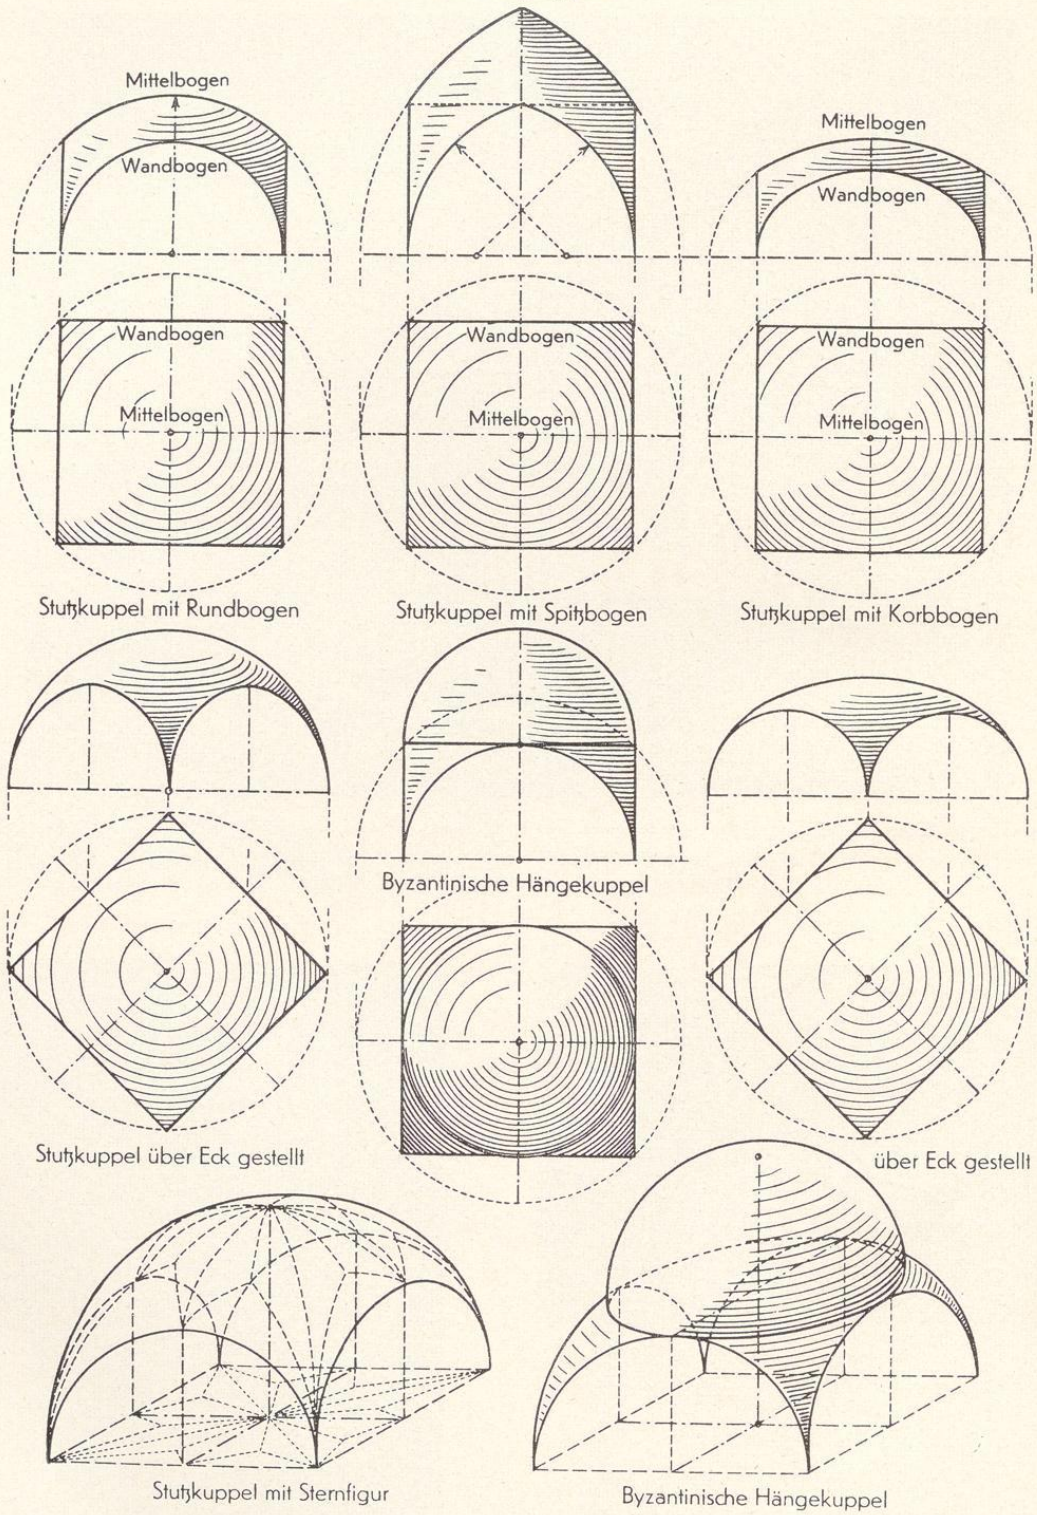 Mittelbogen
Wandbogen
Mittelbogen
Wandbogen
Wandbogen
Mittelbogen
Wandbogen
Mittelbogen
Wandbogen
Mittelbogen
Stutzkuppel mit Rundbogen
Stutzkuppel mit Spitzbogen
Stutzkuppel mit Korbbogen
Byzantinische Hängekuppel
Stutzkuppel über Eck gestellt
über Eck gestellt
Stutzkuppel mit Sternfigur
Byzantinische Hängekuppel